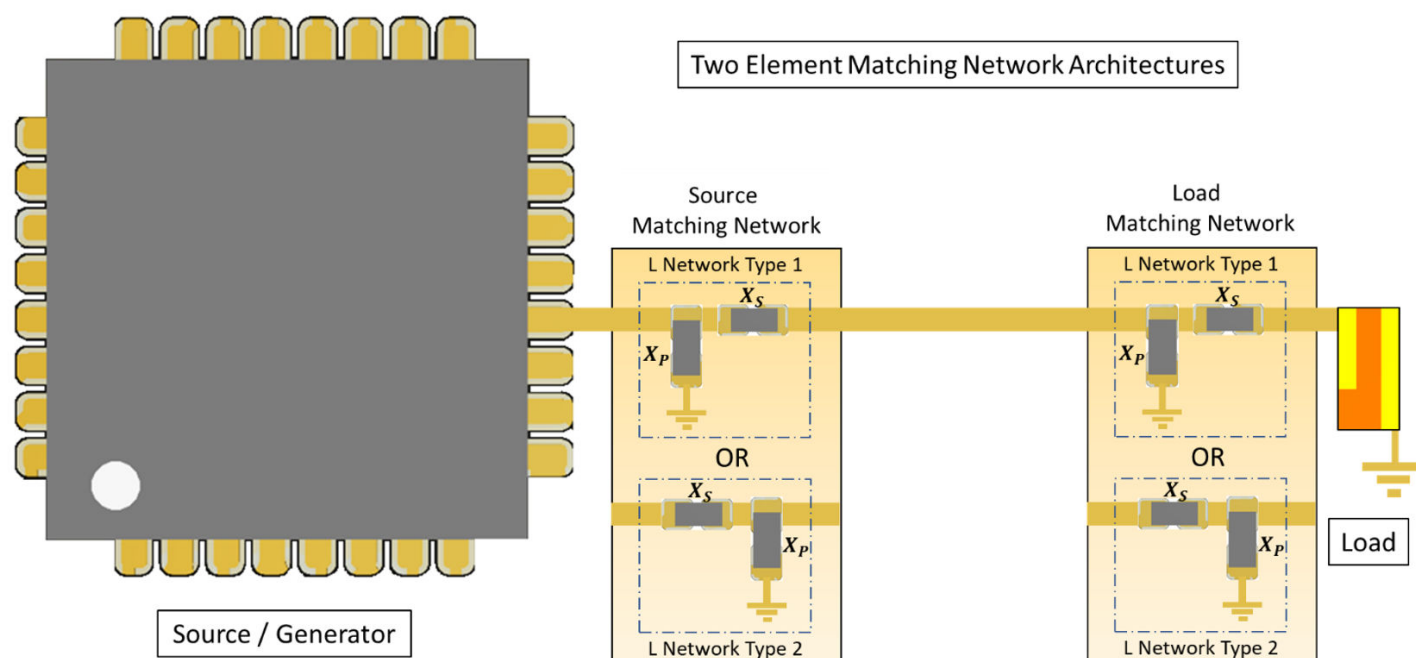 Two Element Matching Network Architectures
Source
Matching Network
L Network Type 1
X_S
X_P
OR
X_S
X_P
L Network Type 2
Load
Matching Network
L Network Type 1
X_S
X_P
OR
X_S
X_P
L Network Type 2
Load
Source / Generator